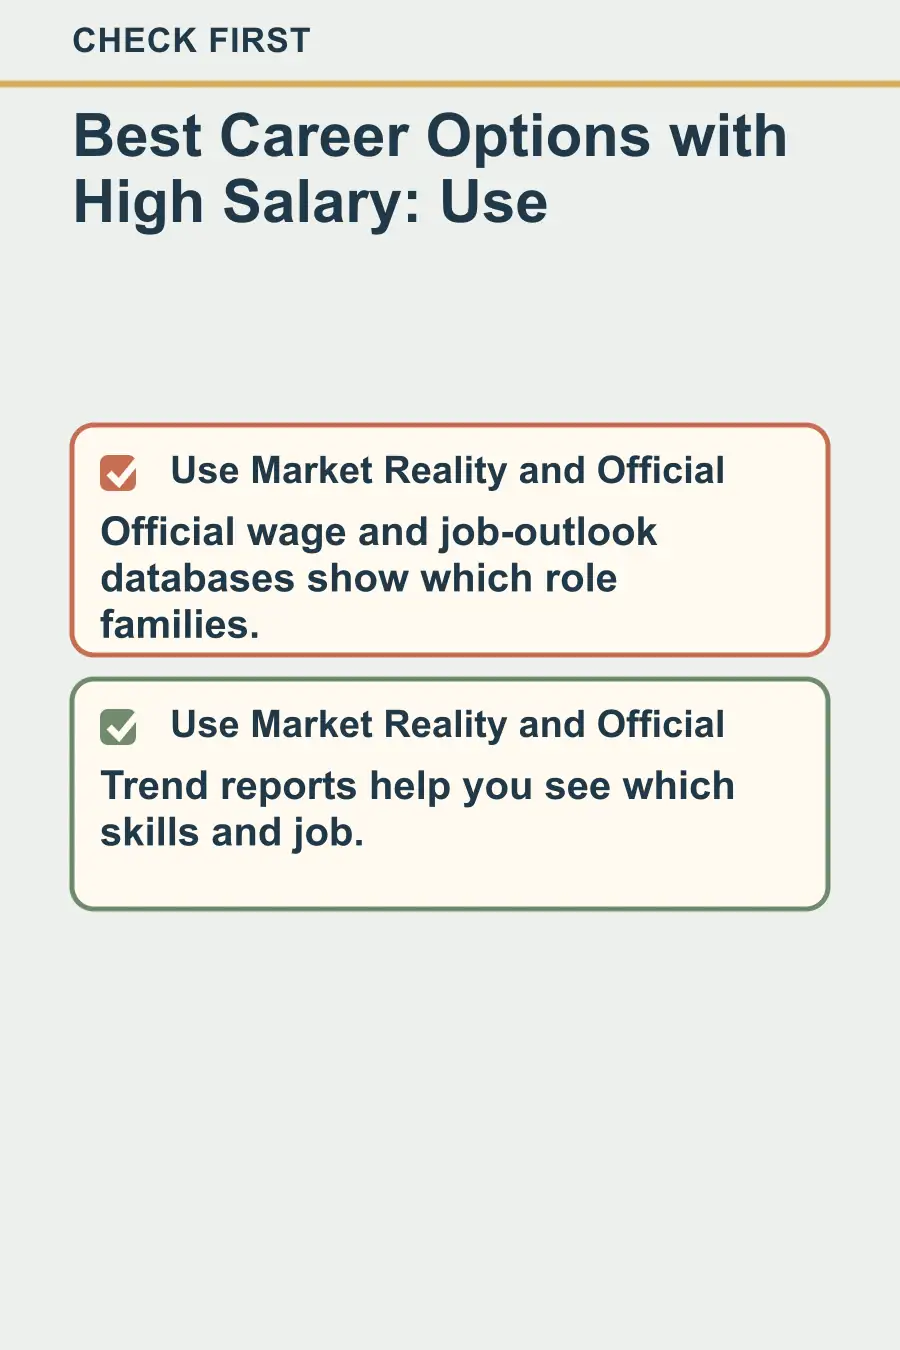 CHECK FIRST
Best Career Options with
High Salary: Use
Use Market Reality and Official
Official wage and job-outlook
databases show which role
families.
Use Market Reality and Official
Trend reports help you see which
skills and job.